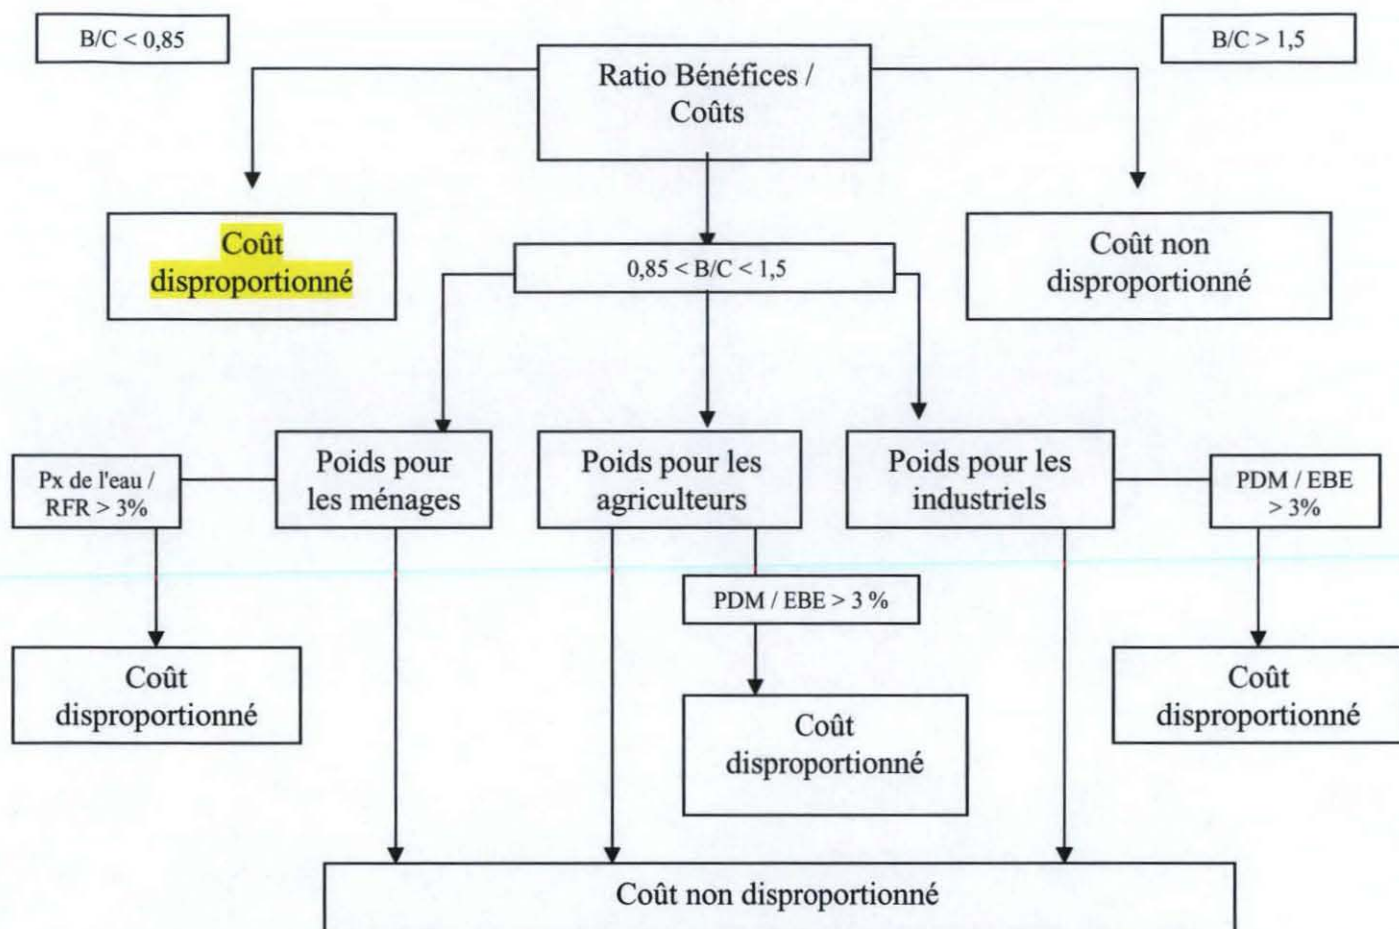 B/C < 0,85
B/C > 1,5
Ratio Bénéfices /
Coûts
Coût
disproportionné
0,85 < B/C < 1,5
Coût non
disproportionné
Px de l'eau /
RFR > 3%
Poids pour
les ménages
Poids pour les
agriculteurs
Poids pour les
industriels
PDM / EBE
> 3%
PDM / EBE > 3 %
Coût
disproportionné
Coût
disproportionné
Coût
disproportionné
Coût non disproportionné